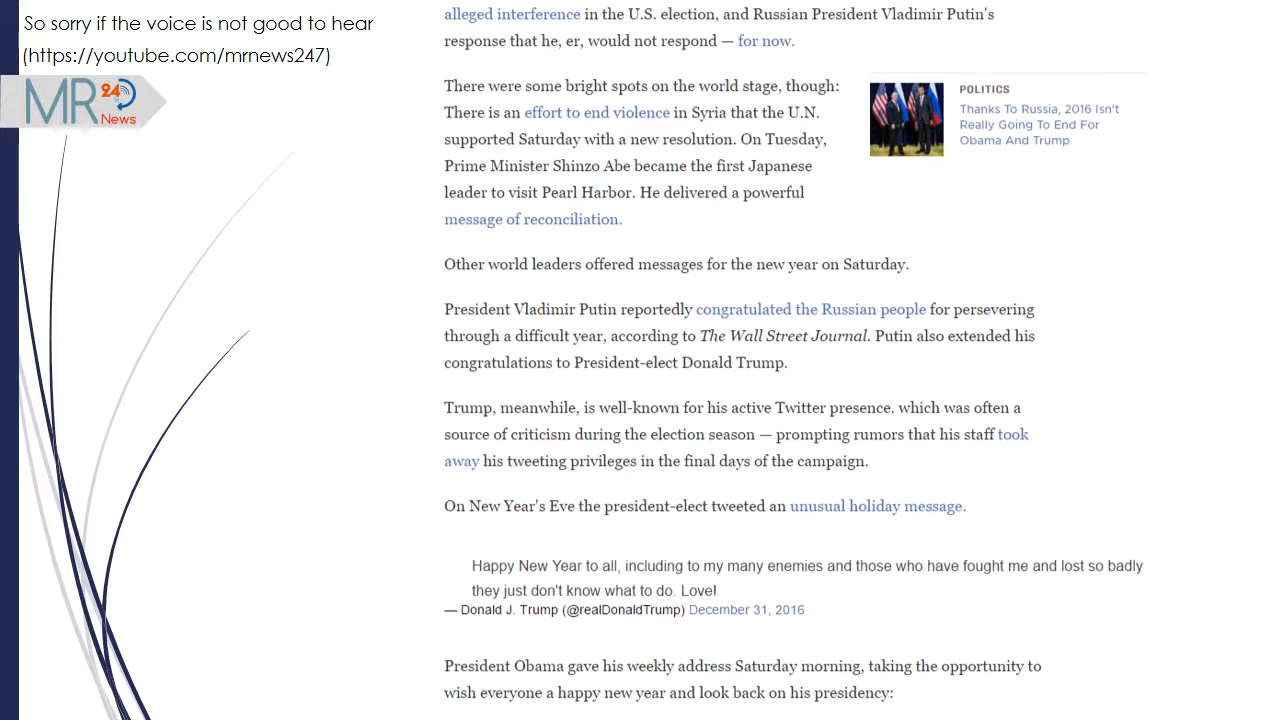 So sorry if the voice is not good to hear
(https://youtube.com/mrnews247)
MR 24 News
alleged interference in the U.S. election, and Russian President Vladimir Putin's
response that he, er, would not respond — for now.
There were some bright spots on the world stage, though:
There is an effort to end violence in Syria that the U.N.
supported Saturday with a new resolution. On Tuesday,
Prime Minister Shinzo Abe became the first Japanese
leader to visit Pearl Harbor. He delivered a powerful
message of reconciliation.
POLITICS
Thanks To Russia, 2016 Isn't
Really Going To End For
Obama And Trump
Other world leaders offered messages for the new year on Saturday.
President Vladimir Putin reportedly congratulated the Russian people for persevering
through a difficult year, according to The Wall Street Journal. Putin also extended his
congratulations to President-elect Donald Trump.
Trump, meanwhile, is well-known for his active Twitter presence. which was often a
source of criticism during the election season — prompting rumors that his staff took
away his tweeting privileges in the final days of the campaign.
On New Year's Eve the president-elect tweeted an unusual holiday message.
Happy New Year to all, including to my many enemies and those who have fought me and lost so badly
they just don't know what to do. Love!
— Donald J. Trump (@realDonaldTrump) December 31, 2016
President Obama gave his weekly address Saturday morning, taking the opportunity to
wish everyone a happy new year and look back on his presidency: